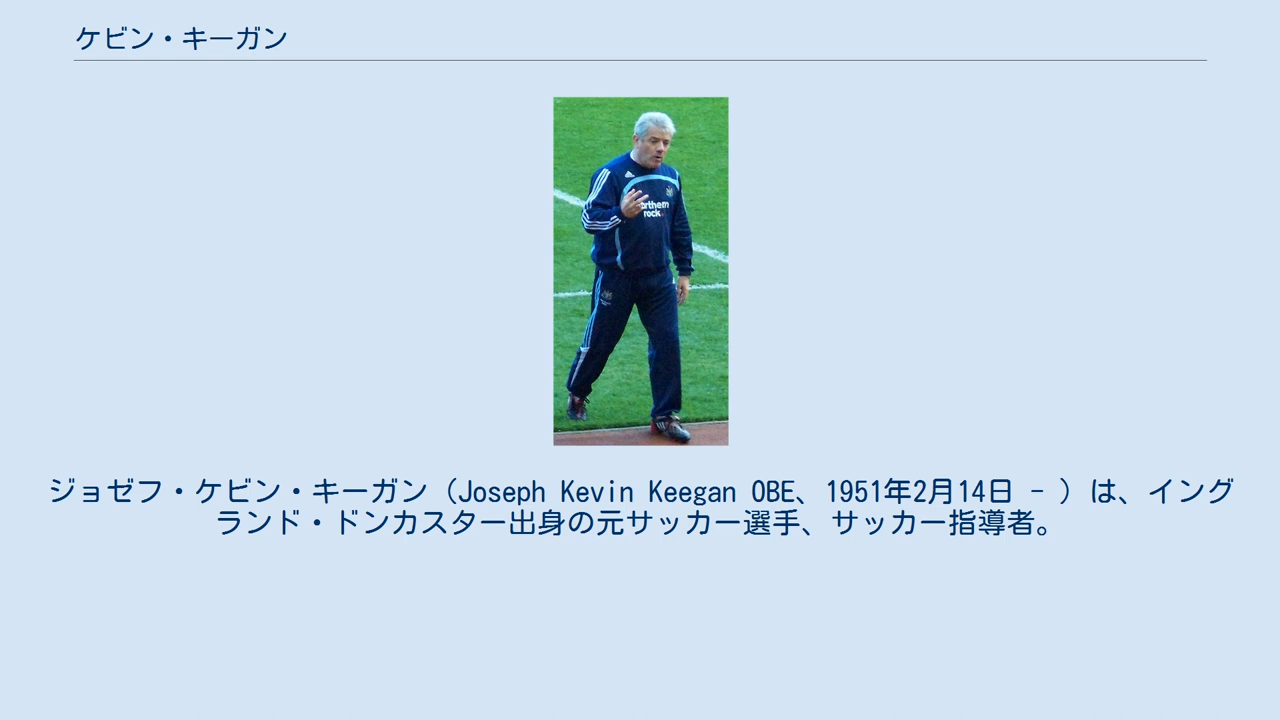 ケビン・キーガン
rthern
rock.
ジョゼフ・ケビン・キーガン（Joseph Kevin Keegan OBE、1951年2月14日 - ）は、イング
ランド・ドンカスター出身の元サッカー選手、サッカー指導者。